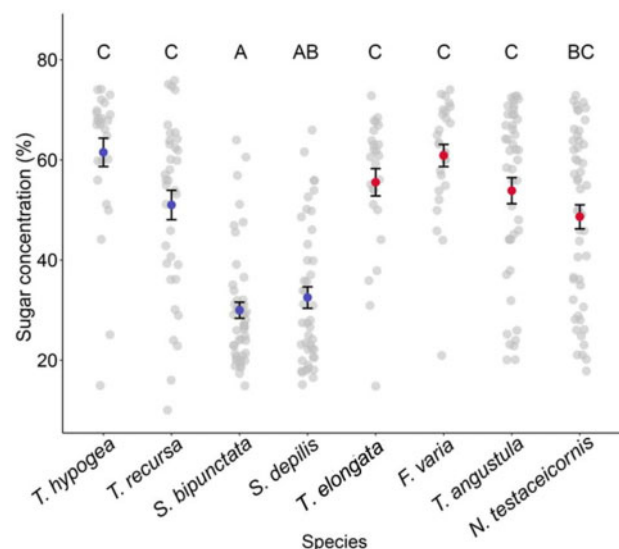 C C A AB C C C BC
80
60
40
20
Sugar concentration (%)
T. hypogea
T. recursa
S. bipunctata
S. depilis
T. elongata
F. varia
T. angustula
N. testaceicornis
Species